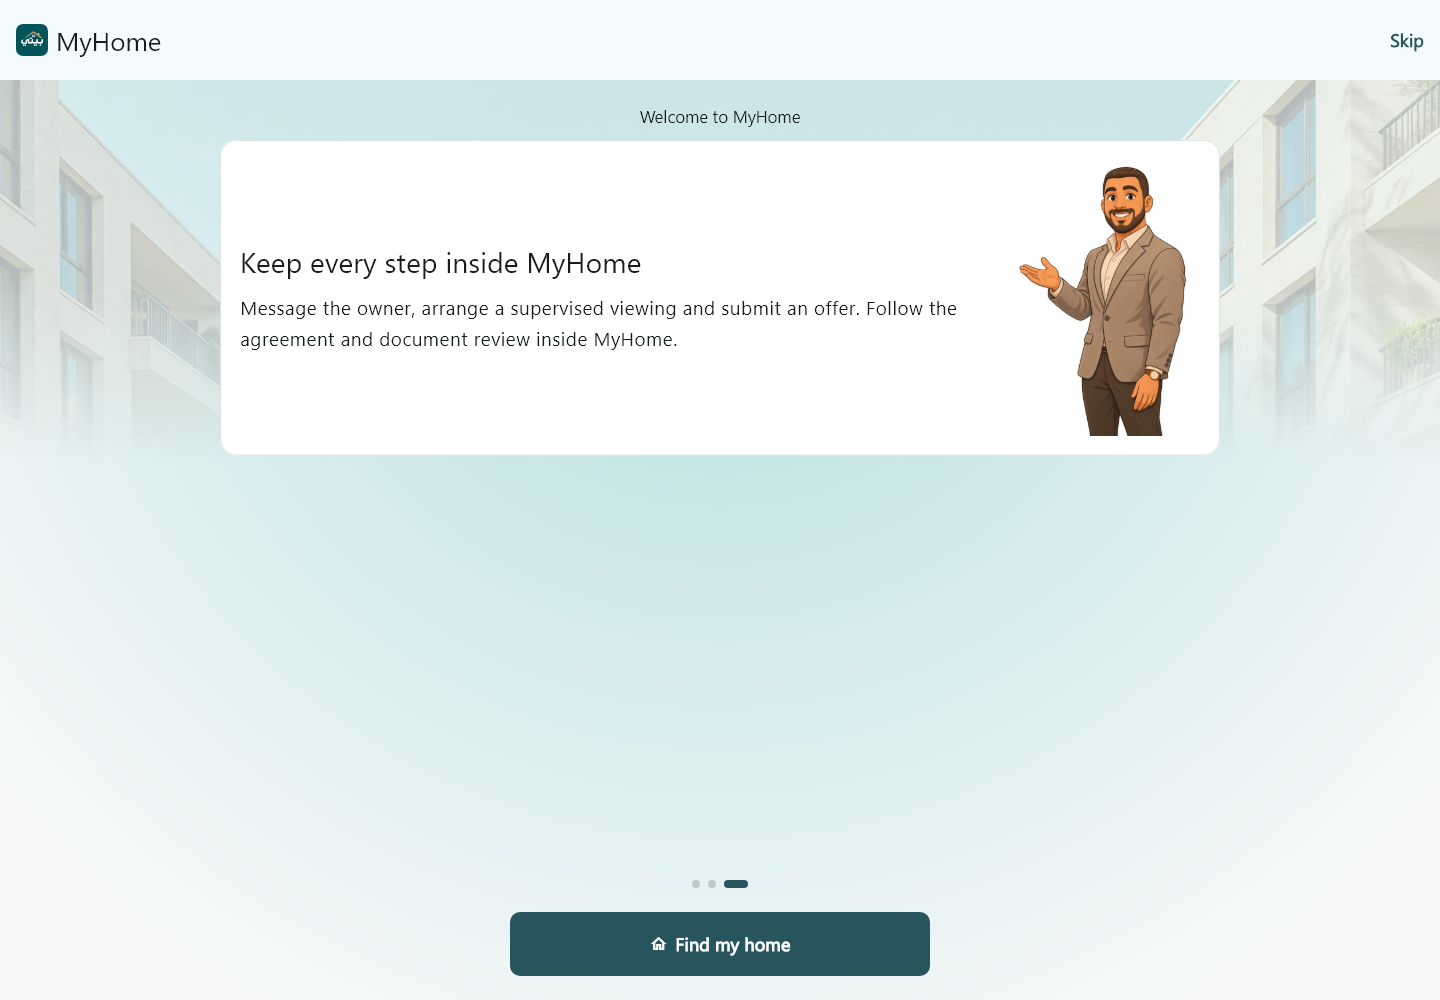 بيتي
MyHome
Skip
Welcome to MyHome
Keep every step inside MyHome
Message the owner, arrange a supervised viewing and submit an offer. Follow the
agreement and document review inside MyHome.
Find my home